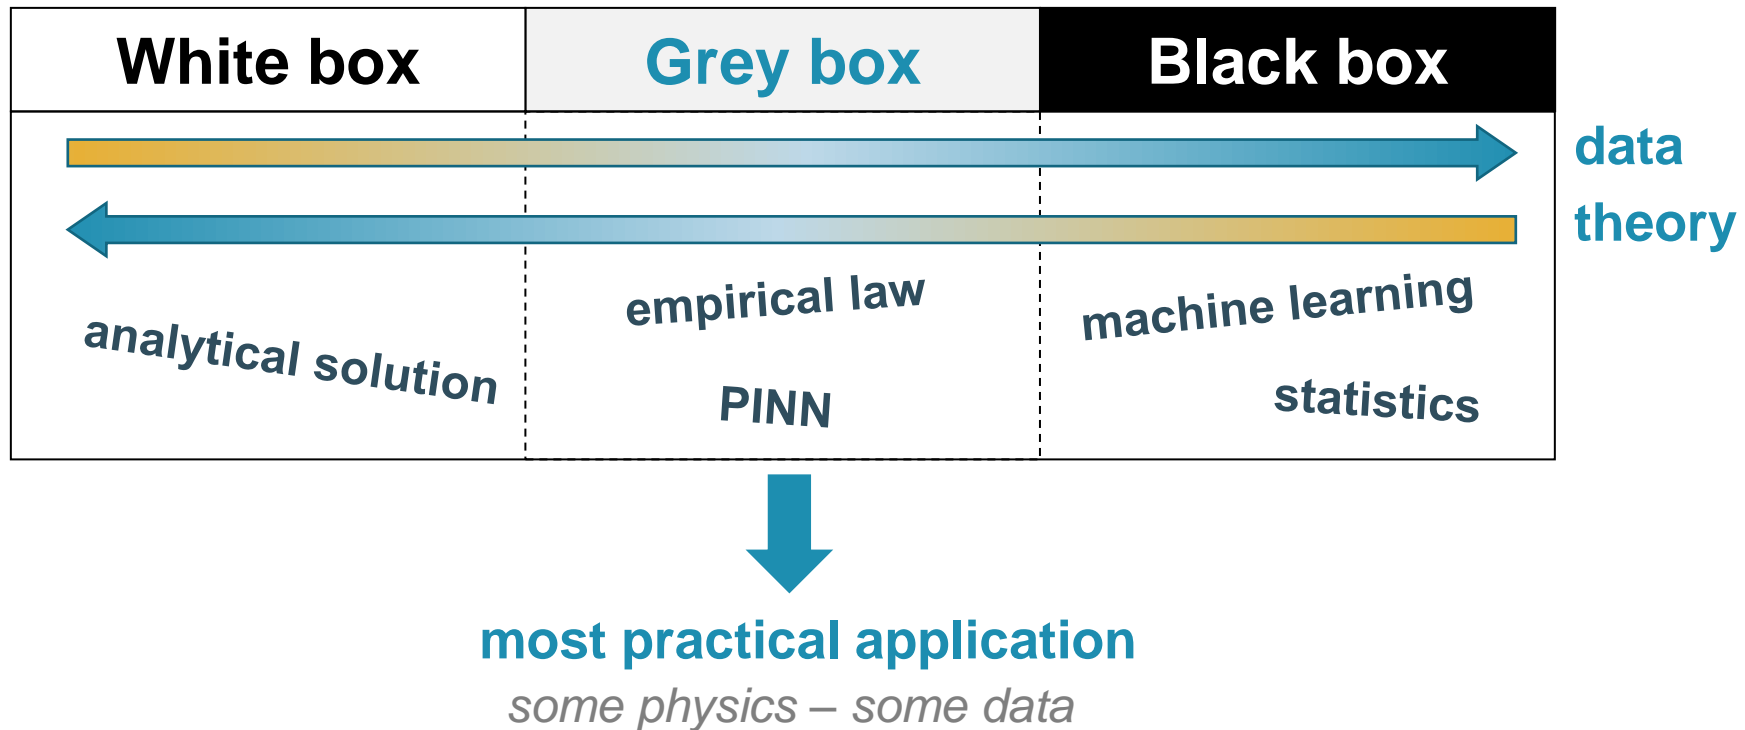 White box
Grey box
Black box
data
theory
analytical solution
empirical law
PINN
machine learning
statistics
most practical application
some physics – some data